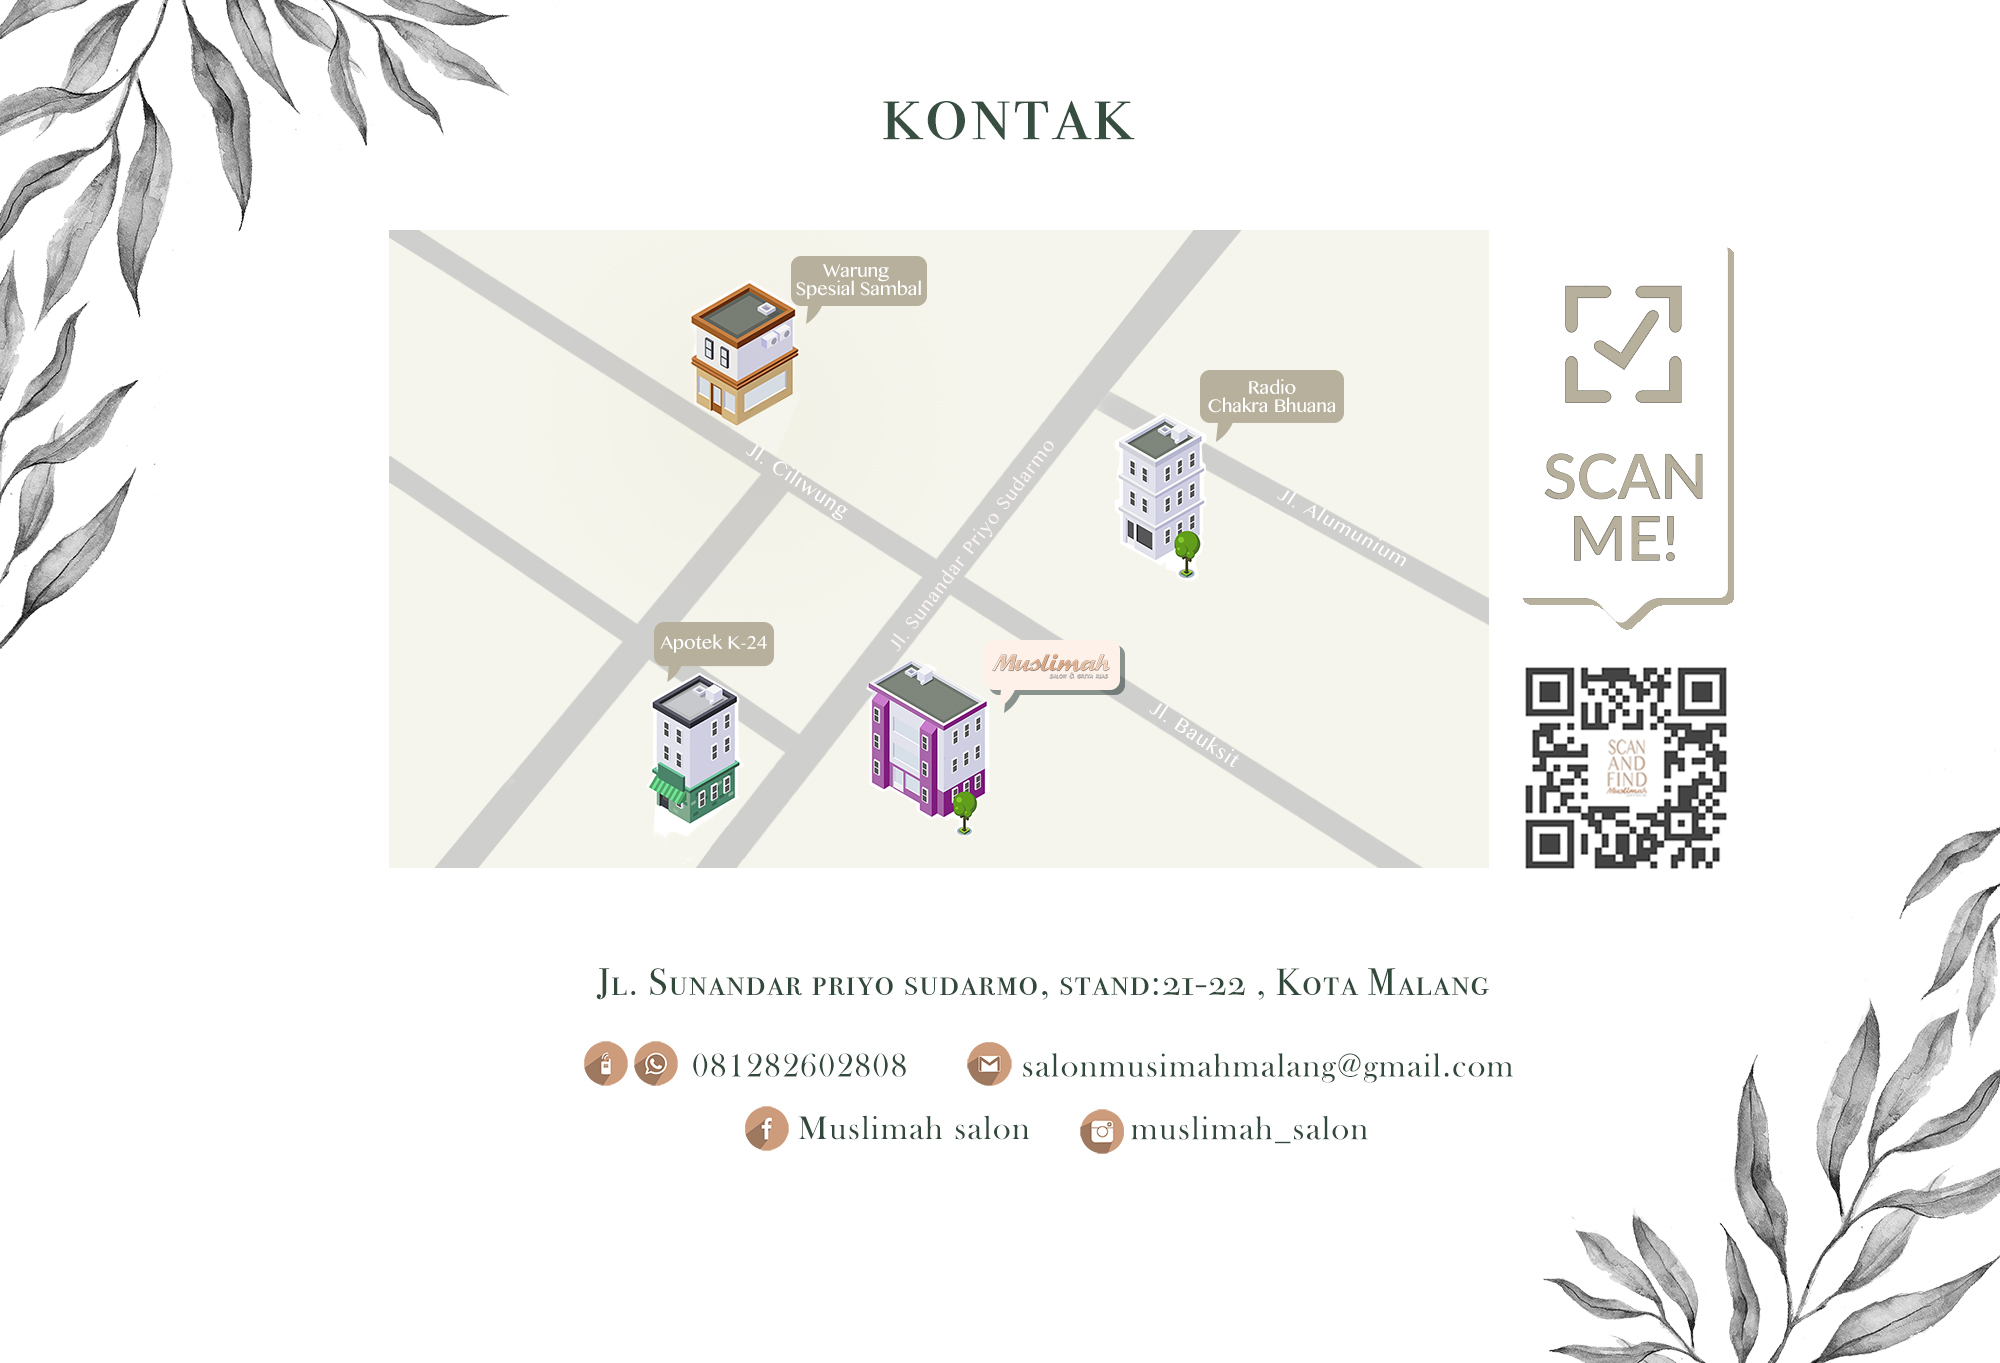 KONTAK
Warung
Spesial Sambal
Radio
Chakra Bhuana
Jl. Ciliwung
Jl. Sunandar Priyo Sudarmo
Jl. Alumunium
Apotek K-24
Muslimah
SALON & GRIYA RIAS
Jl. Bauksit
SCAN
ME!
SCAN
AND
FIND
Muslimah
Jl. Sunandar priyo sudarmo, stand:21-22 , Kota Malang
081282602808
salonmusimahmalang@gmail.com
Muslimah salon
muslimah_salon